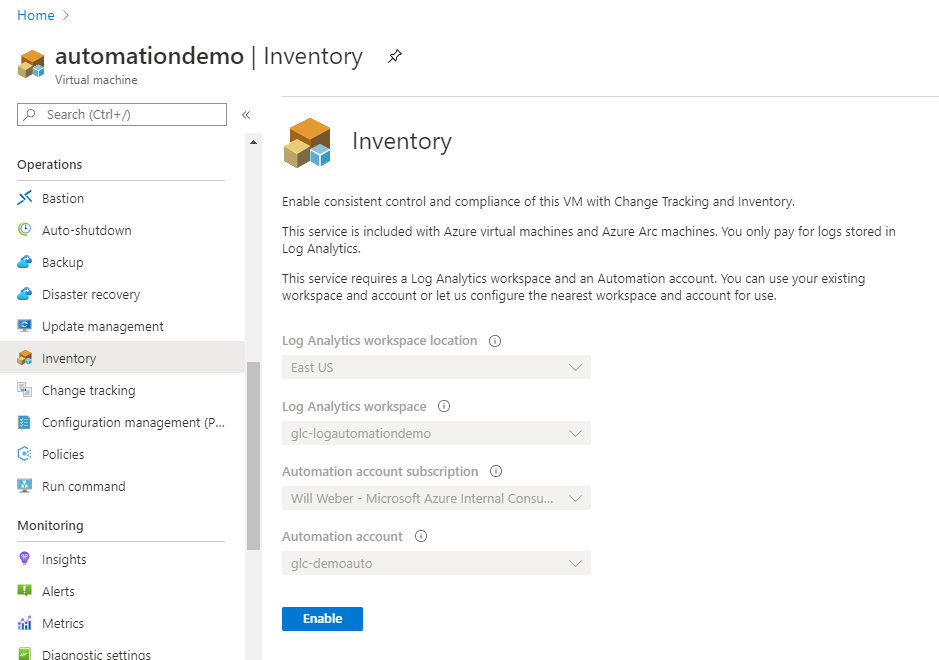 Home
automationdemo | Inventory
Virtual machine
Search (Ctrl+/)
«
Operations
Bastion
Auto-shutdown
Backup
Disaster recovery
Update management
Inventory
Change tracking
Configuration management (P...
Policies
Run command
Monitoring
Insights
Alerts
Metrics
Diagnostic settings
Inventory
Enable consistent control and compliance of this VM with Change Tracking and Inventory.
This service is included with Azure virtual machines and Azure Arc machines. You only pay for logs stored in
Log Analytics.
This service requires a Log Analytics workspace and an Automation account. You can use your existing
workspace and account or let us configure the nearest workspace and account for use.
Log Analytics workspace location
East US
Log Analytics workspace
glc-logautomationdemo
Automation account subscription
Will Weber - Microsoft Azure Internal Consu...
Automation account
glc-demoauto
Enable